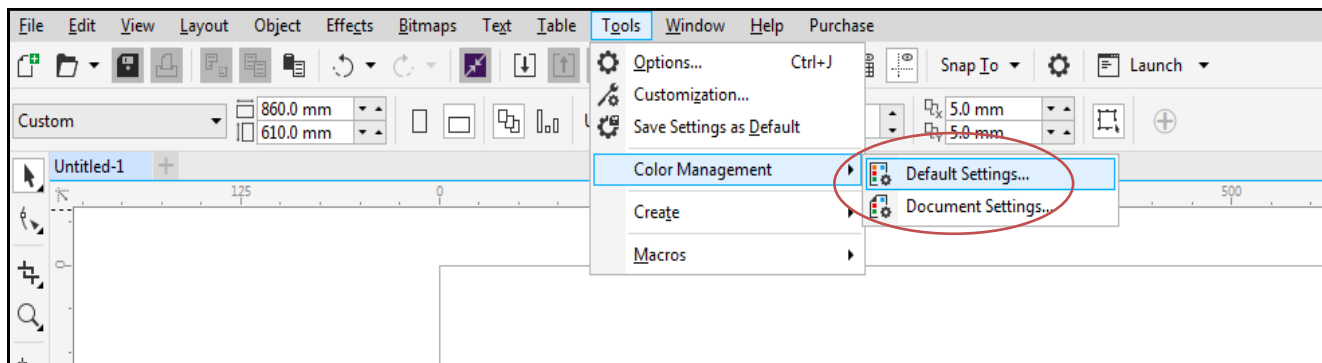 File Edit View Layout Object Effects Bitmaps Text Table Tools Window Help Purchase
Options... Ctrl+J
Snap To Launch
Customization...
Custom
860.0 mm
610.0 mm
5.0 mm
5.0 mm
Save Settings as Default
Untitled-1
Color Management
Default Settings...
125 0 500
Document Settings...
Create
0
Macros